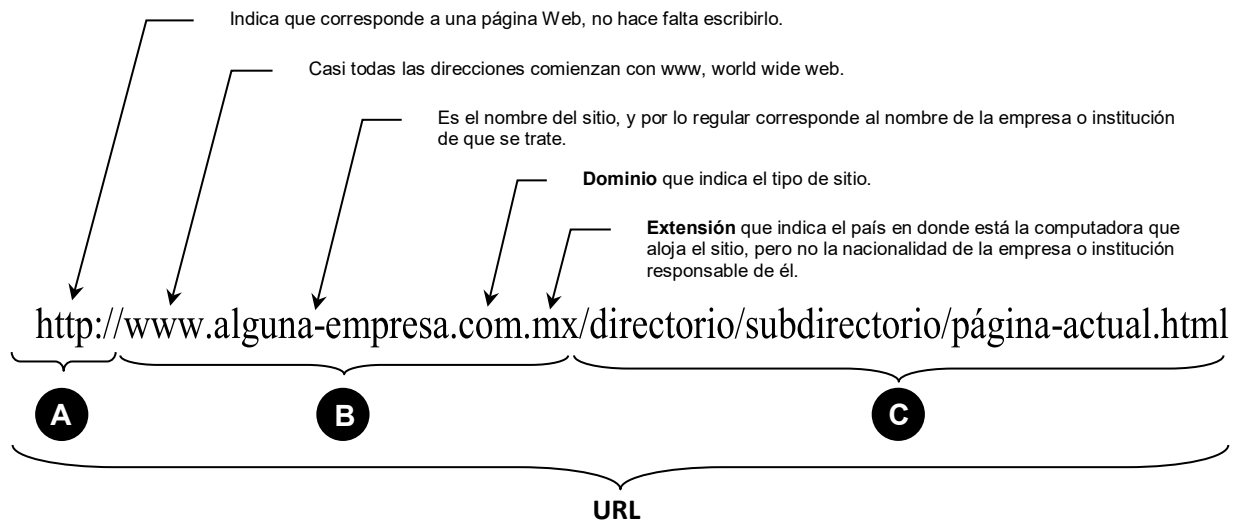 Indica que corresponde a una página Web, no hace falta escribirlo.
Casi todas las direcciones comienzan con www, world wide web.
Es el nombre del sitio, y por lo regular corresponde al nombre de la empresa o institución
de que se trate.
Dominio que indica el tipo de sitio.
Extensión que indica el país en donde está la computadora que
aloja el sitio, pero no la nacionalidad de la empresa o institución
responsable de él.
http://www.alguna-empresa.com.mx/directorio/subdirectorio/página-actual.html
A B C
URL